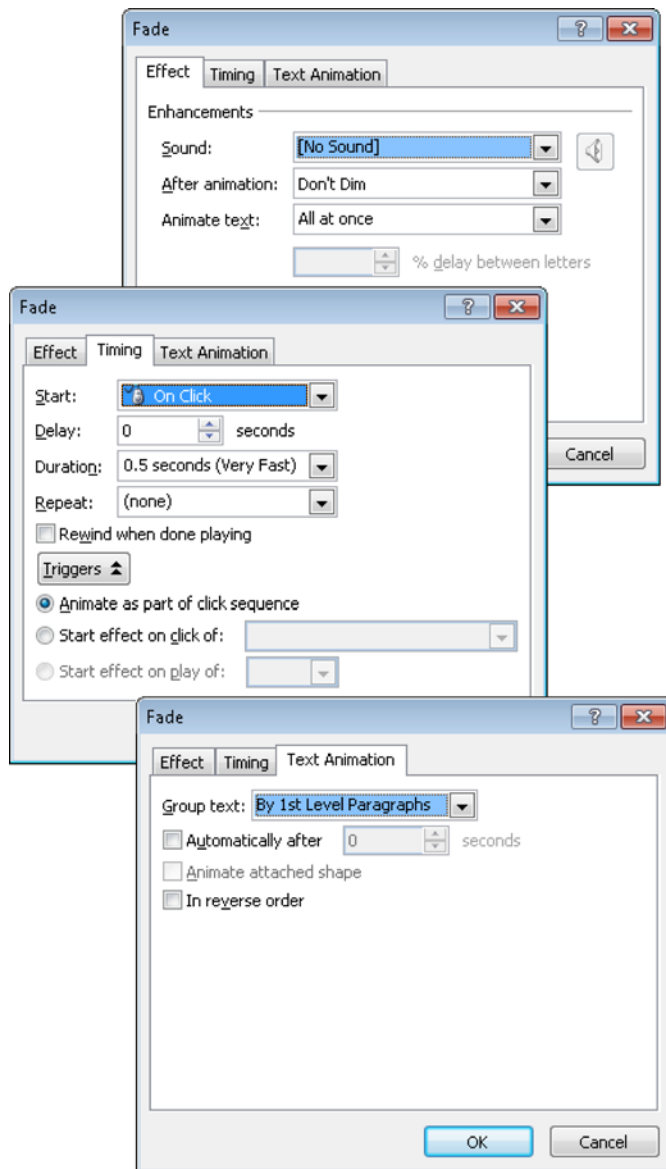 Fade
Effect Timing Text Animation
Enhancements
Sound: [No Sound]
After animation: Don't Dim
Animate text: All at once
% delay between letters
Cancel
Fade
Effect Timing Text Animation
Start: On Click
Delay: 0 seconds
Duration: 0.5 seconds (Very Fast)
Repeat: (none)
Rewind when done playing
Triggers
Animate as part of click sequence
Start effect on click of:
Start effect on play of:
Fade
Effect Timing Text Animation
Group text: By 1st Level Paragraphs
Automatically after 0 seconds
Animate attached shape
In reverse order
OK Cancel